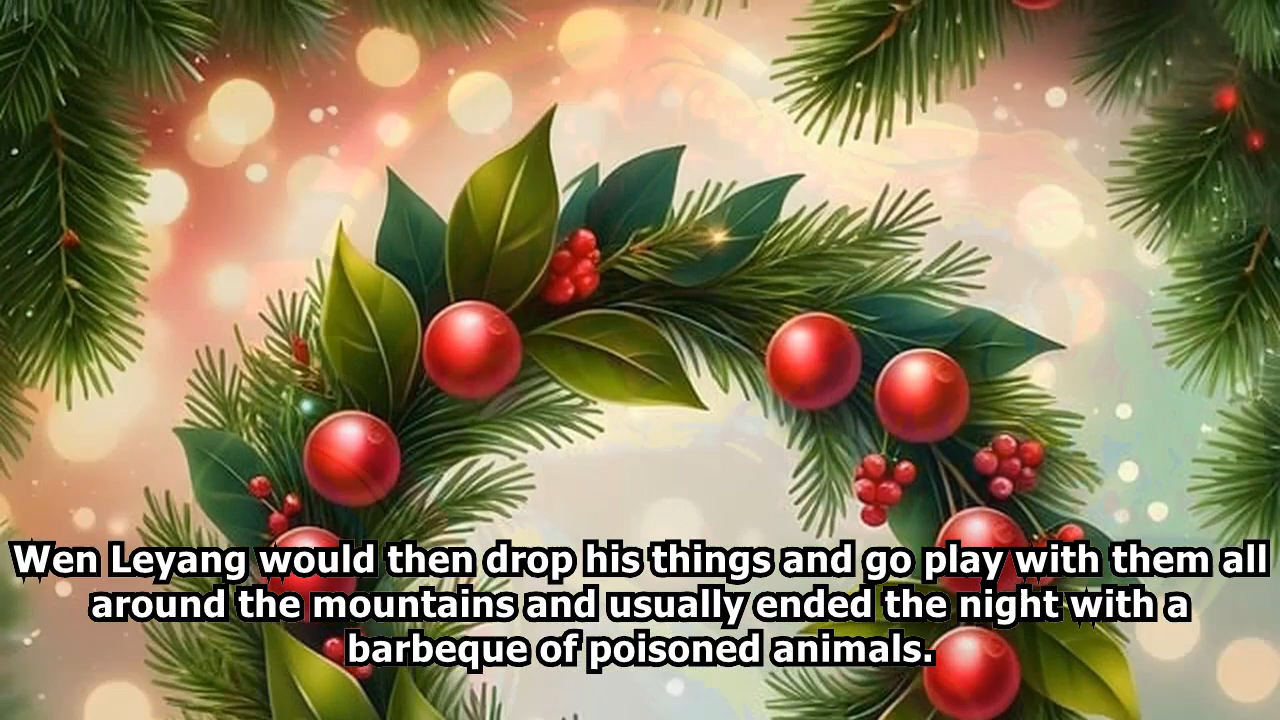 Wen Leyang would then drop his things and go play with them all
around the mountains and usually ended the night with a
barbeque of poisoned animals.